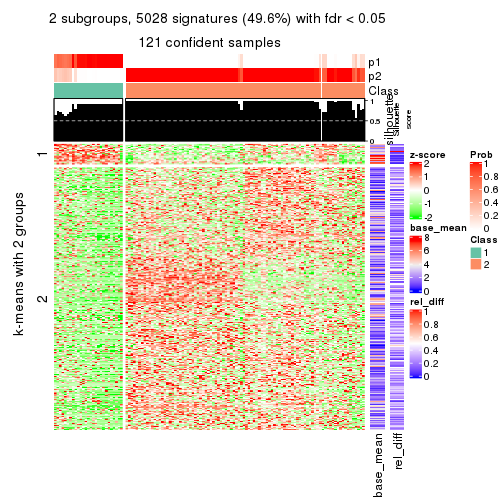 2 subgroups, 5028 signatures (49.6%) with fdr < 0.05
121 confident samples
p1
p2
Class
1
0.5
0
silhouette
Silhouette
score
k-means with 2 groups
1
2
base_mean
rel_diff
z-score
2
1
0
-1
-2
base_mean
8
6
4
2
0
rel_diff
1
0.8
0.6
0.4
0.2
0
Prob
1
0.8
0.6
0.4
0.2
0
Class
1
2